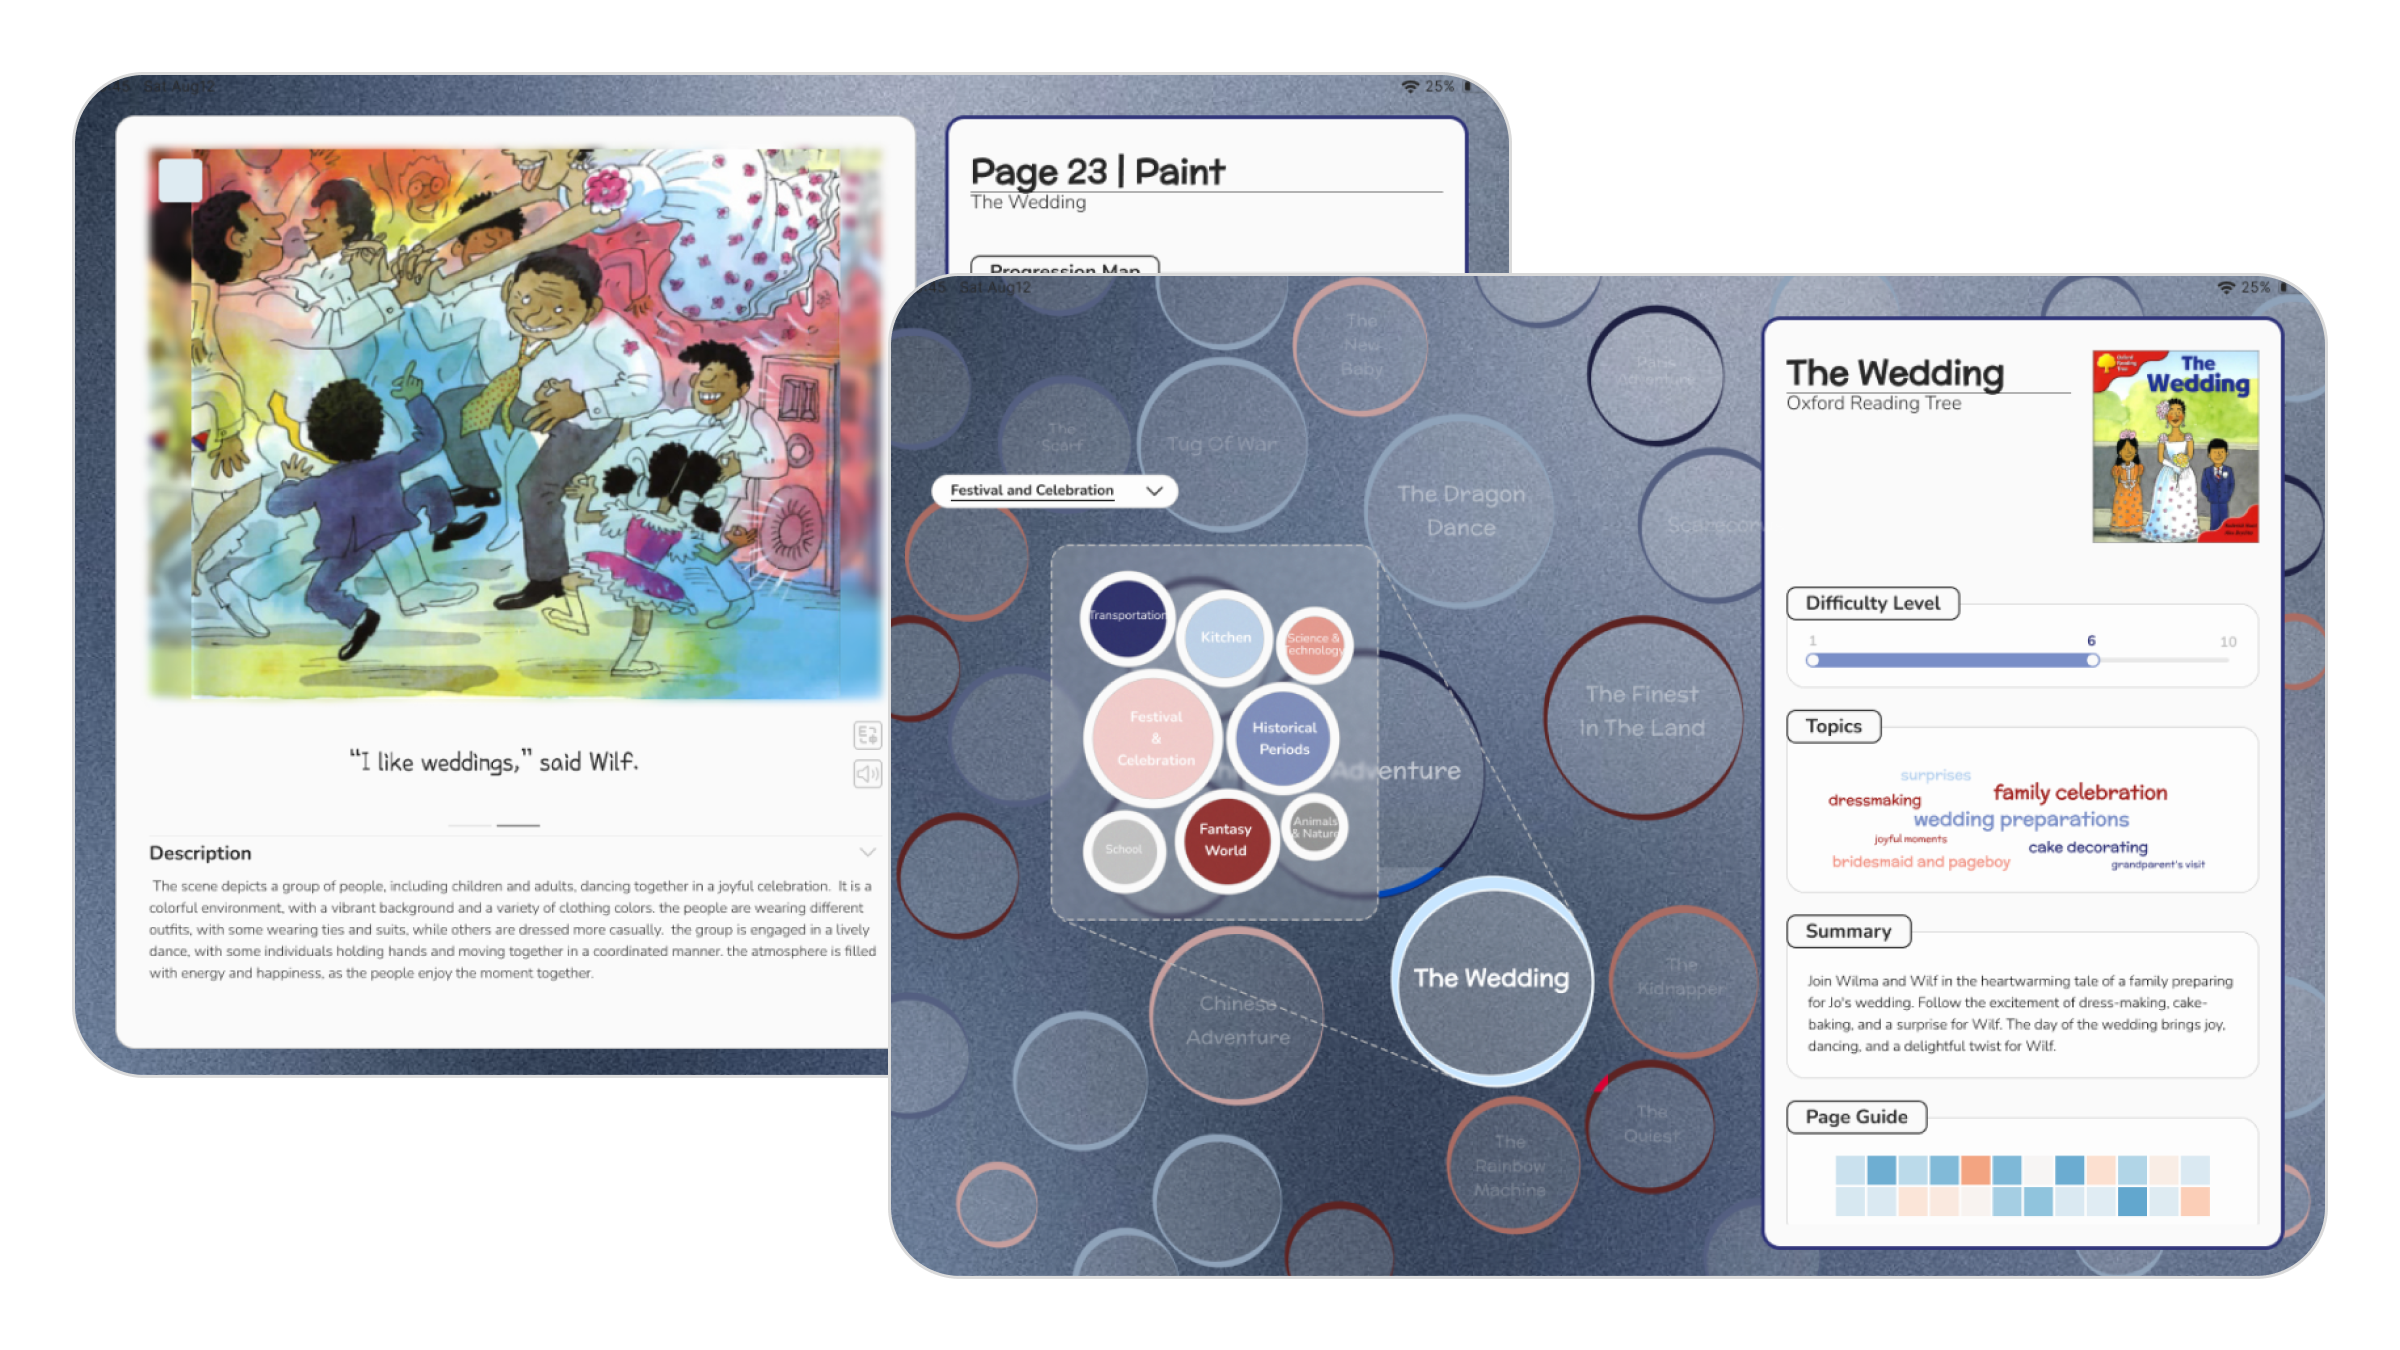 45 Sat Aug12
25%
Page 23 | Paint
The Wedding
Progression Map
“I like weddings,” said Wilf.
Description
The scene depicts a group of people, including children and adults, dancing together in a joyful celebration. It is a
colorful environment, with a vibrant background and a variety of clothing colors. the people are wearing different
outfits, with some wearing ties and suits, while others are dressed more casually. the group is engaged in a lively
dance, with some individuals holding hands and moving together in a coordinated manner. the atmosphere is filled
with energy and happiness, as the people enjoy the moment together.
45 Sat Aug12
25%
The
New
Baby
The
Scarf
Tug Of War
Festival and Celebration
The Dragon
Dance
Transportation
Kitchen
Science &
Technology
Festival
&
Celebration
Historical
Periods
School
Fantasy
World
Animals
& Nature
Adventure
The Finest
In The Land
The Wedding
The
Kidnapper
Chinese
Adventure
The
Quest
The
Rainbow
Machine
The Wedding
Oxford Reading Tree
Oxford
Reading
Tree
The
Wedding
Difficulty Level
1
6
10
Topics
surprises
dressmaking
family celebration
wedding preparations
joyful moments
cake decorating
bridesmaid and pageboy
grandparent's visit
Summary
Join Wilma and Wilf in the heartwarming tale of a family preparing
for Jo's wedding. Follow the excitement of dress-making, cake-
baking, and a surprise for Wilf. The day of the wedding brings joy,
dancing, and a delightful twist for Wilf.
Page Guide